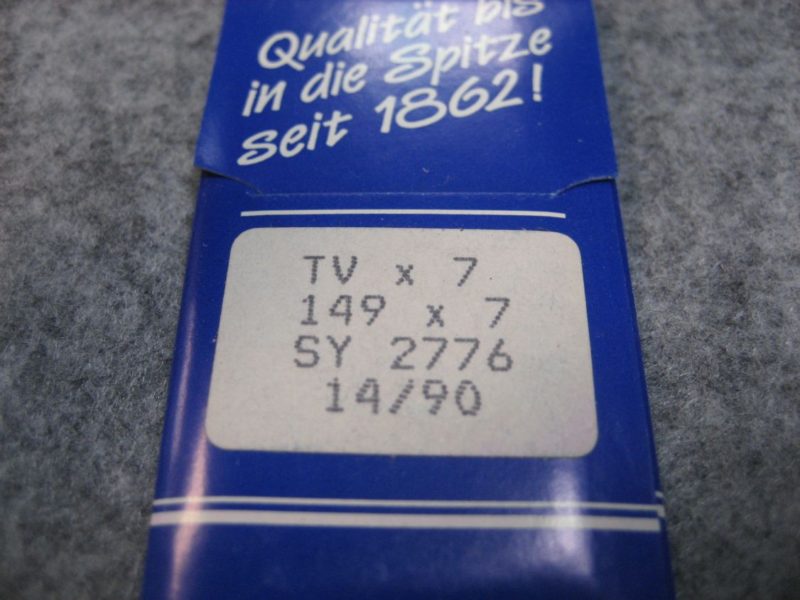 Qualität bis
in die Spitze
seit 1862!
TV x 7
149 x 7
SY 2776
14/90